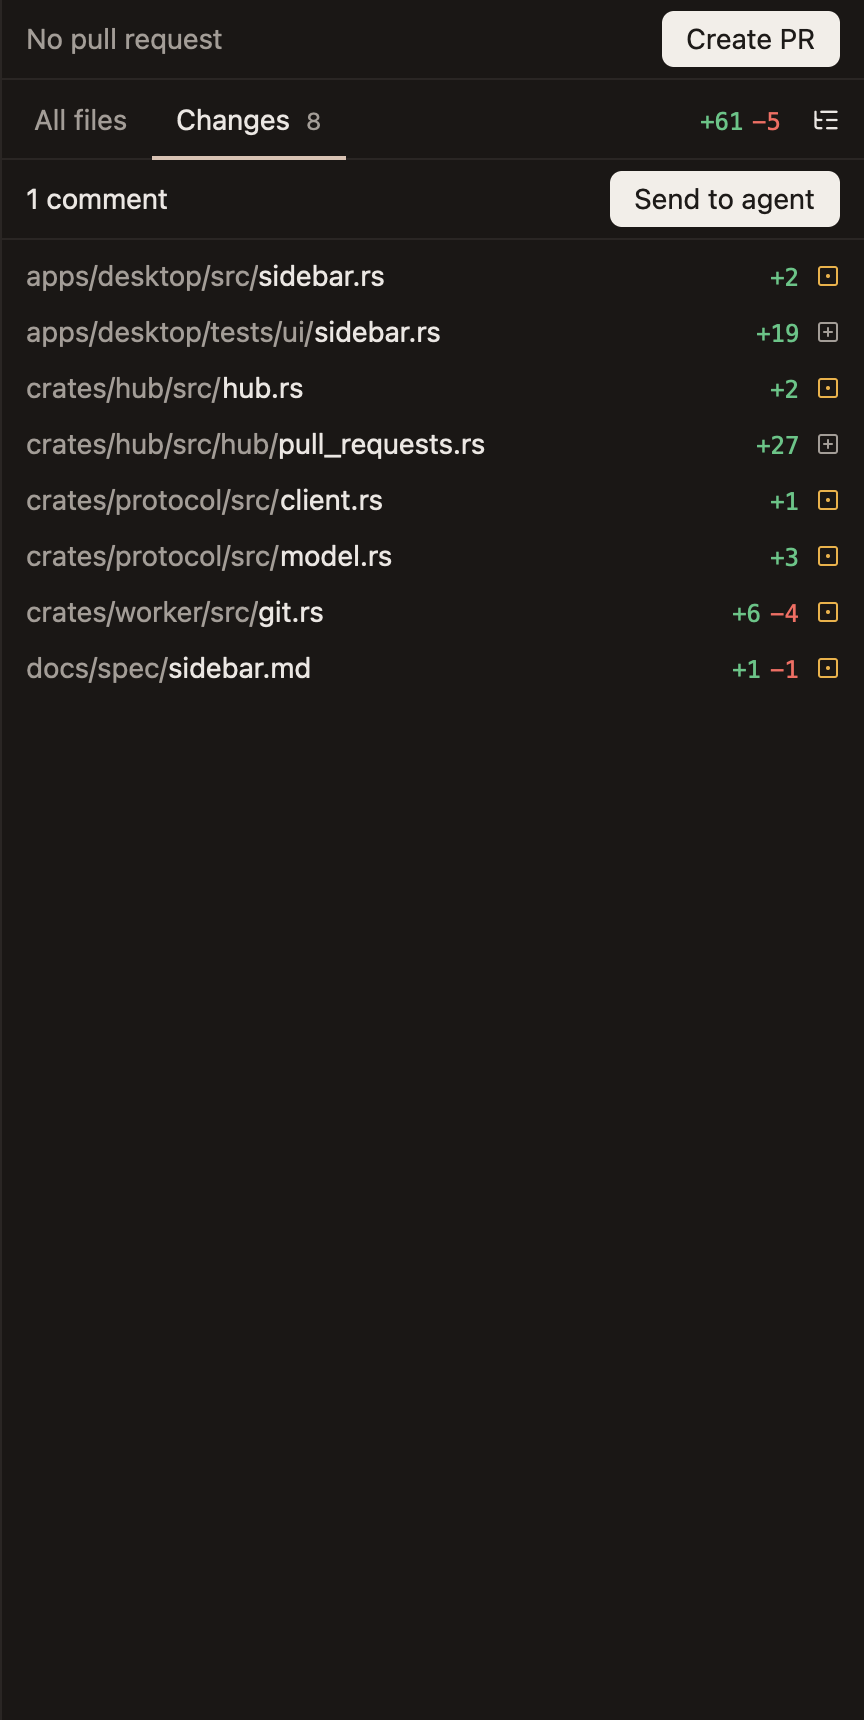 No pull request
Create PR
All files
Changes 8
+61 −5
1 comment
Send to agent
apps/desktop/src/sidebar.rs +2
apps/desktop/tests/ui/sidebar.rs +19
crates/hub/src/hub.rs +2
crates/hub/src/hub/pull_requests.rs +27
crates/protocol/src/client.rs +1
crates/protocol/src/model.rs +3
crates/worker/src/git.rs +6 −4
docs/spec/sidebar.md +1 −1